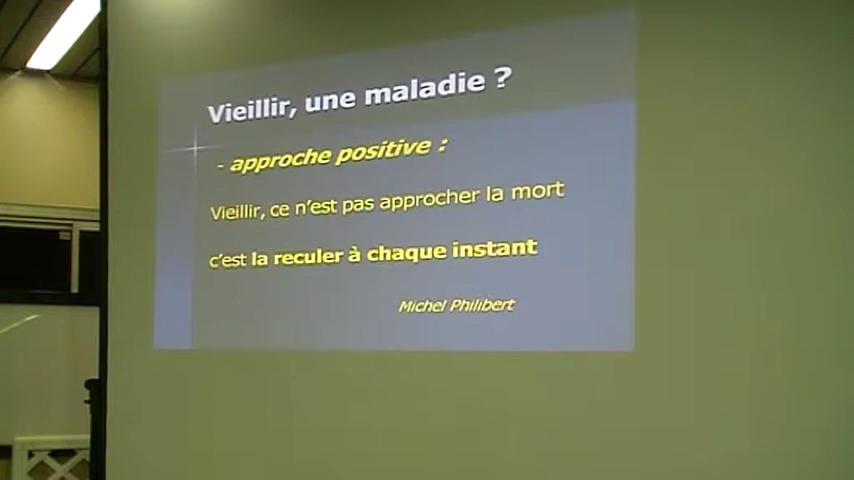 Vieillir, une maladie ?
- approche positive :
Vieillir, ce n'est pas approcher la mort
c'est la reculer à chaque instant
Michel Philibert